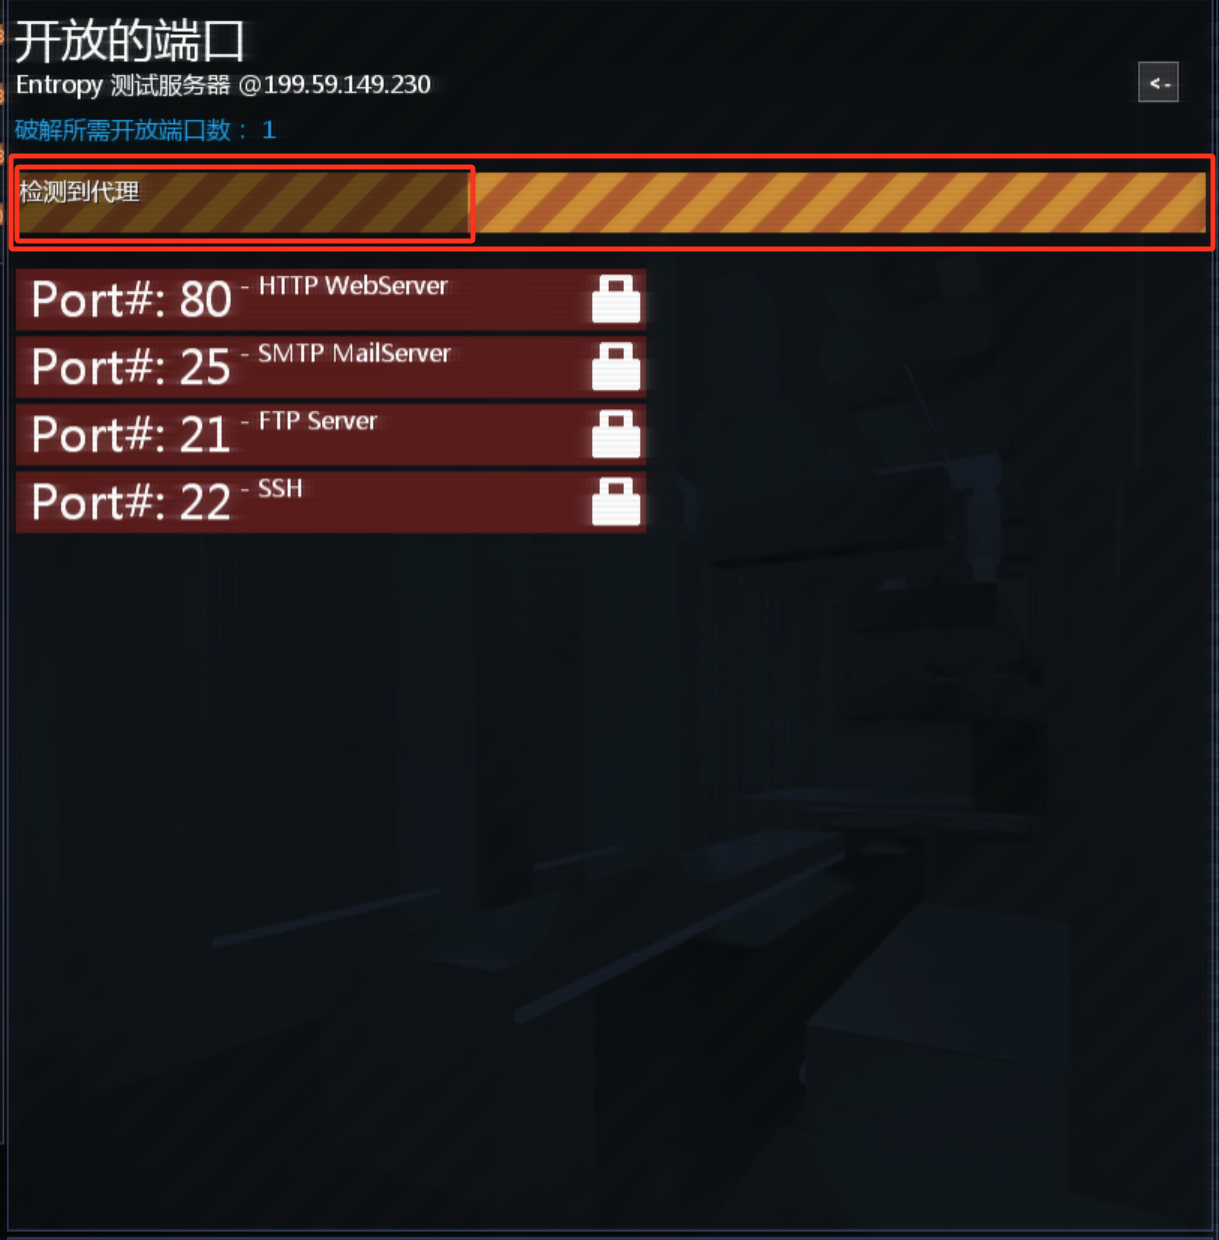 开放的端口
Entropy 测试服务器 @199.59.149.230
<-
破解所需开放端口数： 1
检测到代理
Port#: 80 - HTTP WebServer
Port#: 25 - SMTP MailServer
Port#: 21 - FTP Server
Port#: 22 - SSH